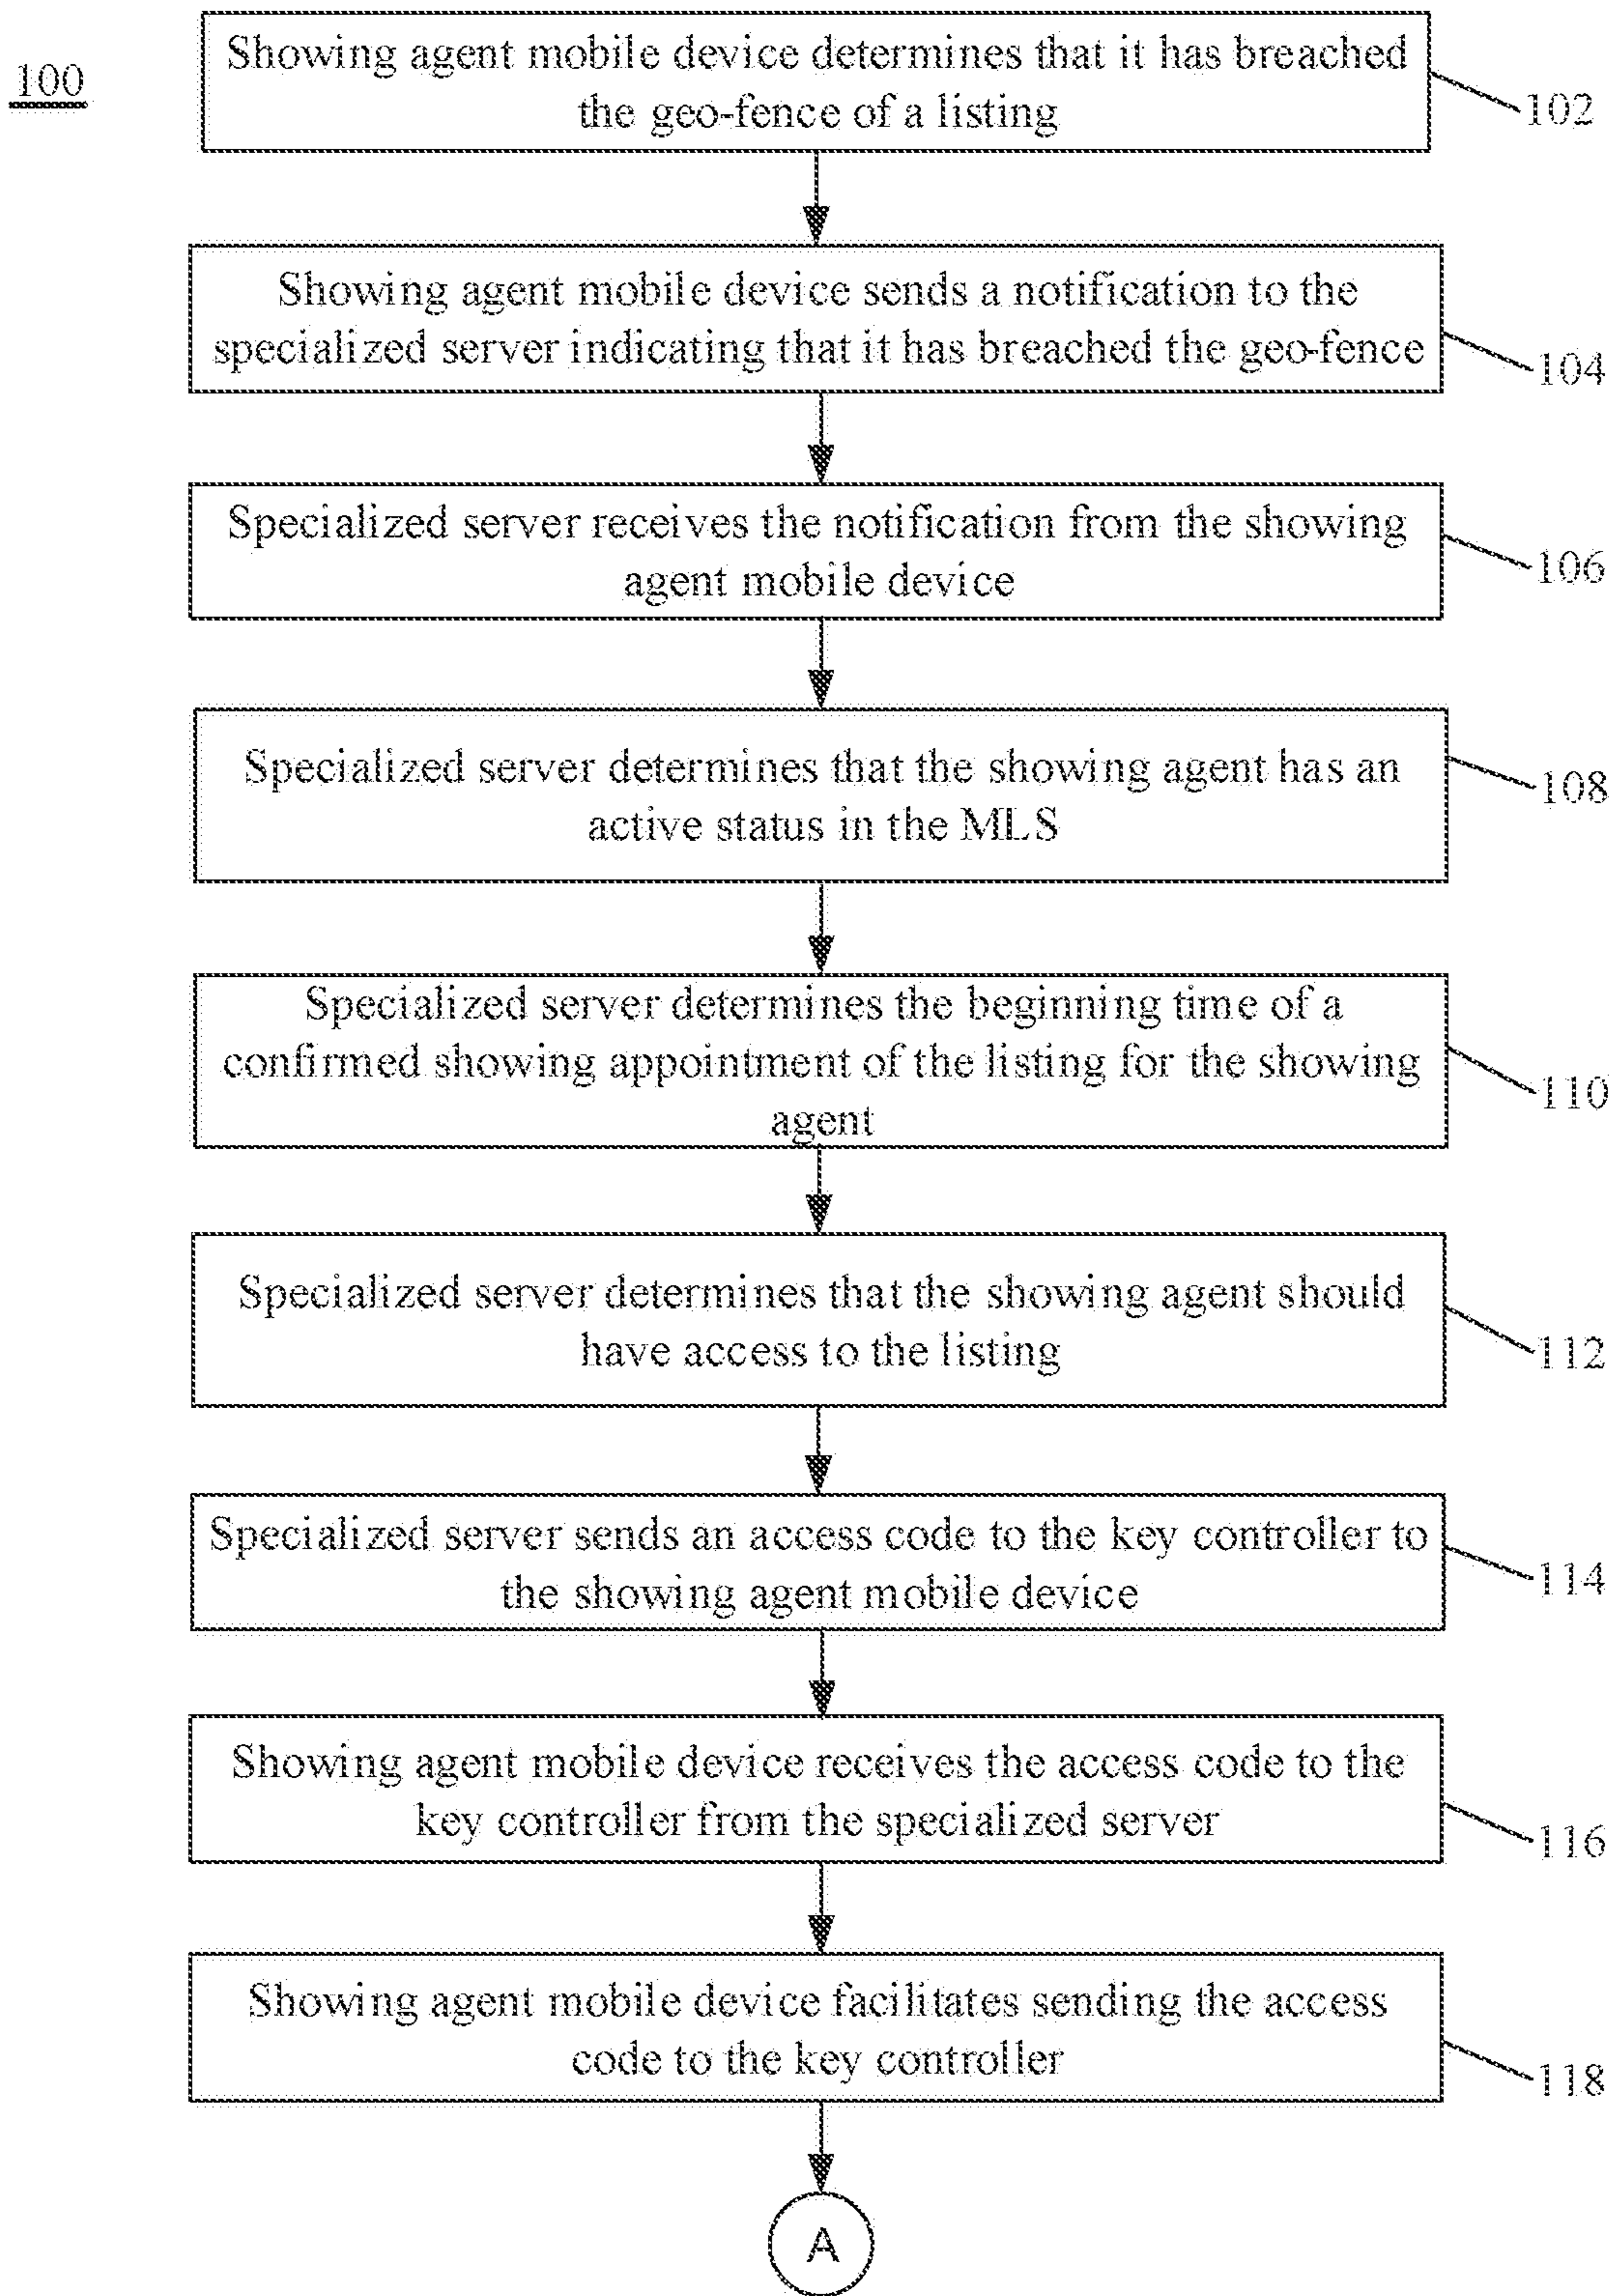 100
Showing agent mobile device determines that it has breached
the geo-fence of a listing
102
Showing agent mobile device sends a notification to the
specialized server indicating that it has breached the geo-fence
104
Specialized server receives the notification from the showing
agent mobile device
106
Specialized server determines that the showing agent has an
active status in the MLS
108
Specialized server determines the beginning time of a
confirmed showing appointment of the listing for the showing
agent
110
Specialized server determines that the showing agent should
have access to the listing
112
Specialized server sends an access code to the key controller to
the showing agent mobile device
114
Showing agent mobile device receives the access code to the
key controller from the specialized server
116
Showing agent mobile device facilitates sending the access
code to the key controller
118
A